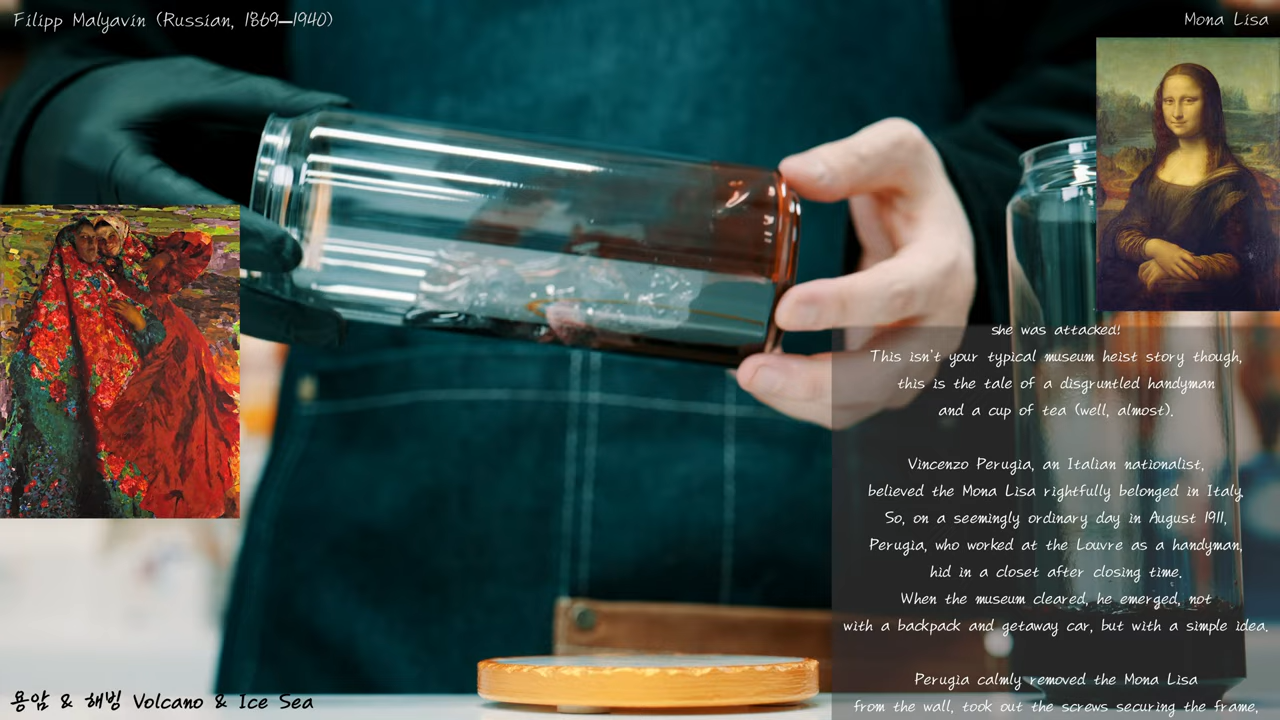 Filipp Malyavin (Russian, 1869—1940)
Mona Lisa
she was attacked!
This isn't your typical museum heist story though,
this is the tale of a disgruntled handyman
and a cup of tea (well, almost).
Vincenzo Perugia, an Italian nationalist,
believed the Mona Lisa rightfully belonged in Italy.
So, on a seemingly ordinary day in August 1911,
Perugia, who worked at the Louvre as a handyman,
hid in a closet after closing time.
When the museum cleared, he emerged, not
with a backpack and getaway car, but with a simple idea.
Perugia calmly removed the Mona Lisa
from the wall, took out the screws securing the frame,
용암 & 해빙 Volcano & Ice Sea